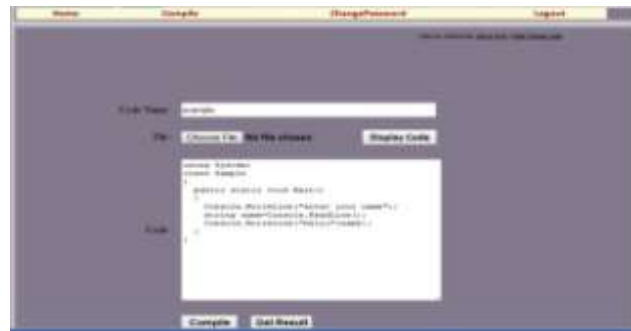 Home Compile ChangePassword Logout
Code Name
example
File Choose File No file chosen Display Code
using System;
class Sample
{
public static void Main()
{
Console.WriteLine("enter your name");
string name=Console.ReadLine();
Console.WriteLine("Hello:"+name);
}
}
Code
Compile Get Result